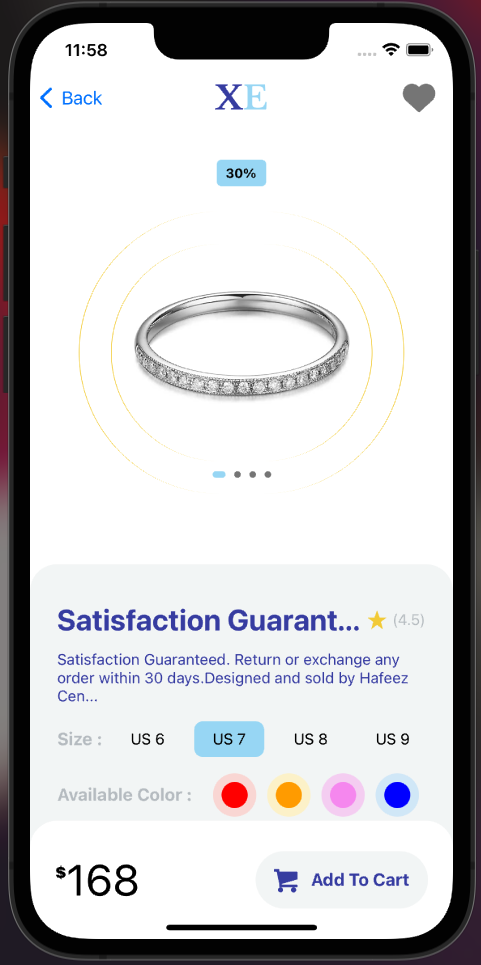 11:58
Back
XE
30%
Satisfaction Guarant... (4.5)
Satisfaction Guaranteed. Return or exchange any
order within 30 days.Designed and sold by Hafeez
Cen...
Size : US 6 US 7 US 8 US 9
Available Color :
$168 Add To Cart